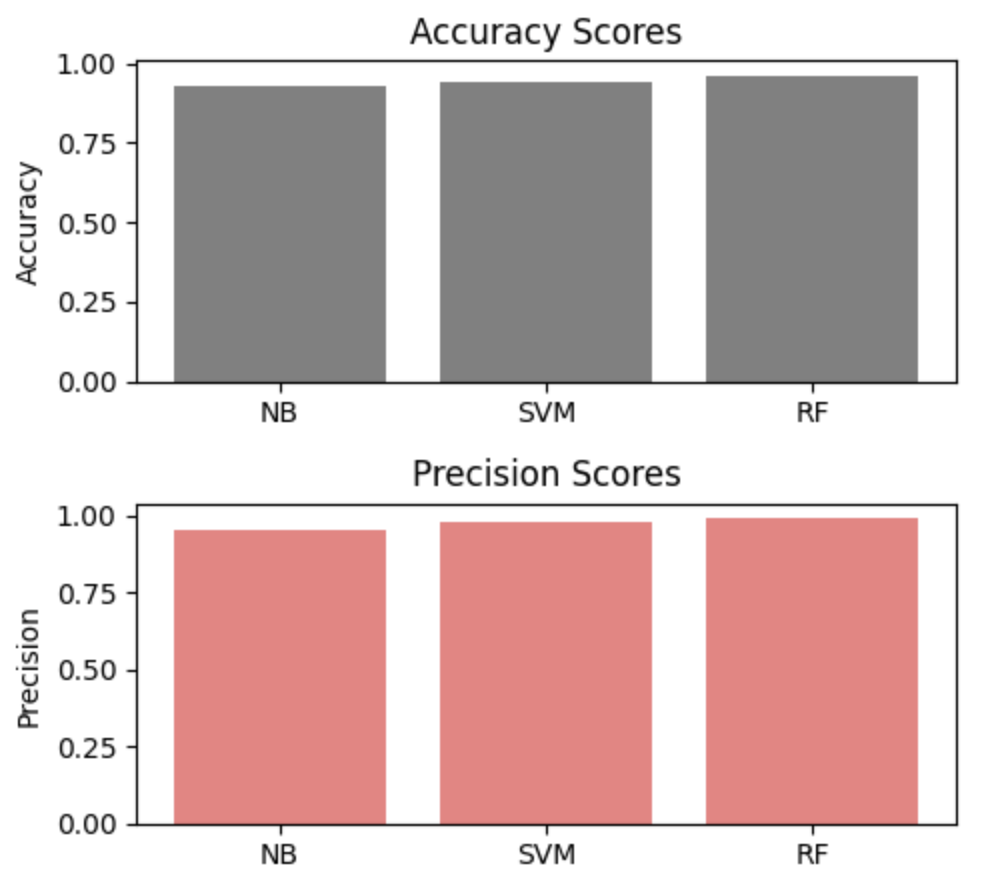 Accuracy Scores
Accuracy
1.00
0.75
0.50
0.25
0.00
NB SVM RF
Precision Scores
Precision
1.00
0.75
0.50
0.25
0.00
NB SVM RF